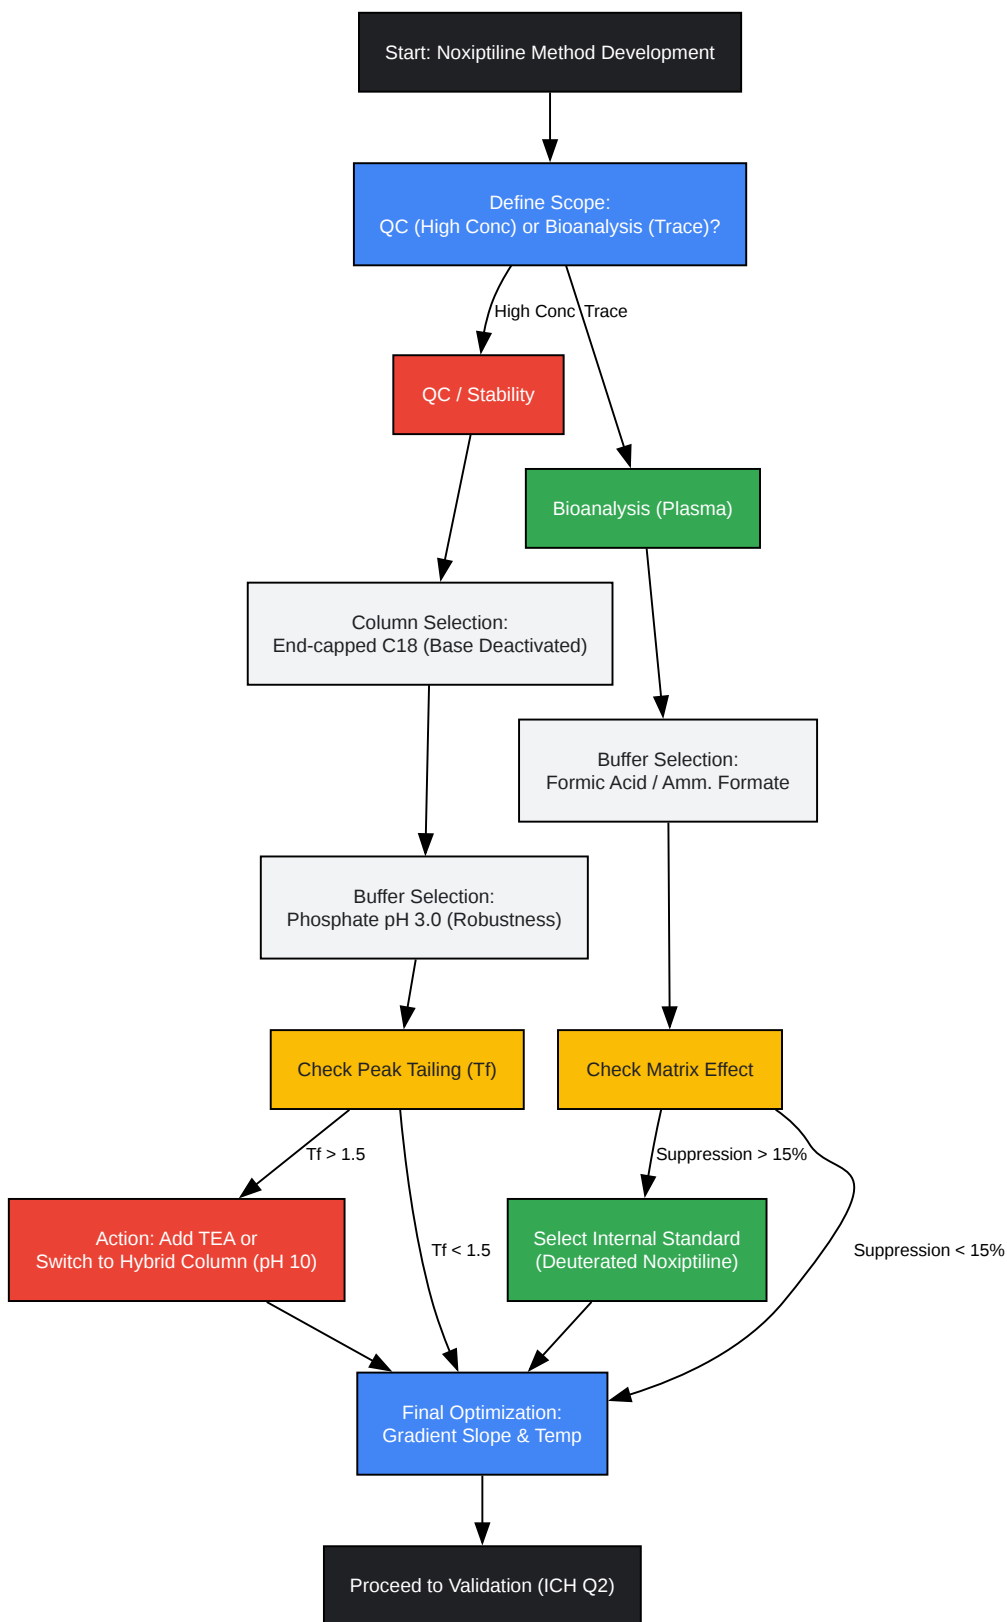 Start: Noxiptiline Method Development
Define Scope:
QC (High Conc) or Bioanalysis (Trace)?
High Conc
Trace
QC / Stability
Bioanalysis (Plasma)
Column Selection:
End-capped C18 (Base Deactivated)
Buffer Selection:
Formic Acid / Amm. Formate
Buffer Selection:
Phosphate pH 3.0 (Robustness)
Check Peak Tailing (Tf)
Check Matrix Effect
Tf > 1.5
Suppression > 15%
Action: Add TEA or
Switch to Hybrid Column (pH 10)
Tf < 1.5
Select Internal Standard
(Deuterated Noxiptiline)
Suppression < 15%
Final Optimization:
Gradient Slope & Temp
Proceed to Validation (ICH Q2)